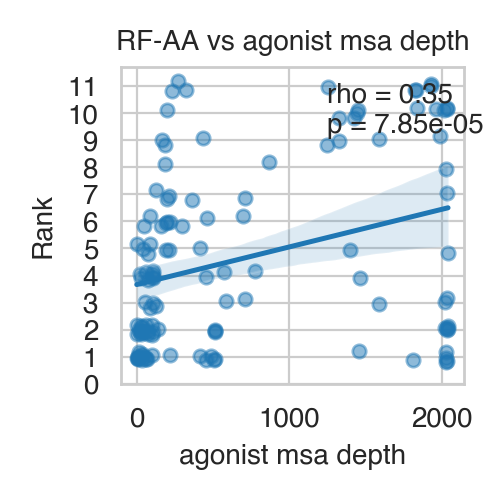 RF-AA vs agonist msa depth
rho = 0.35
p = 7.85e-05
11
10
9
8
7
6
5
4
3
2
1
0
Rank
0 1000 2000
agonist msa depth